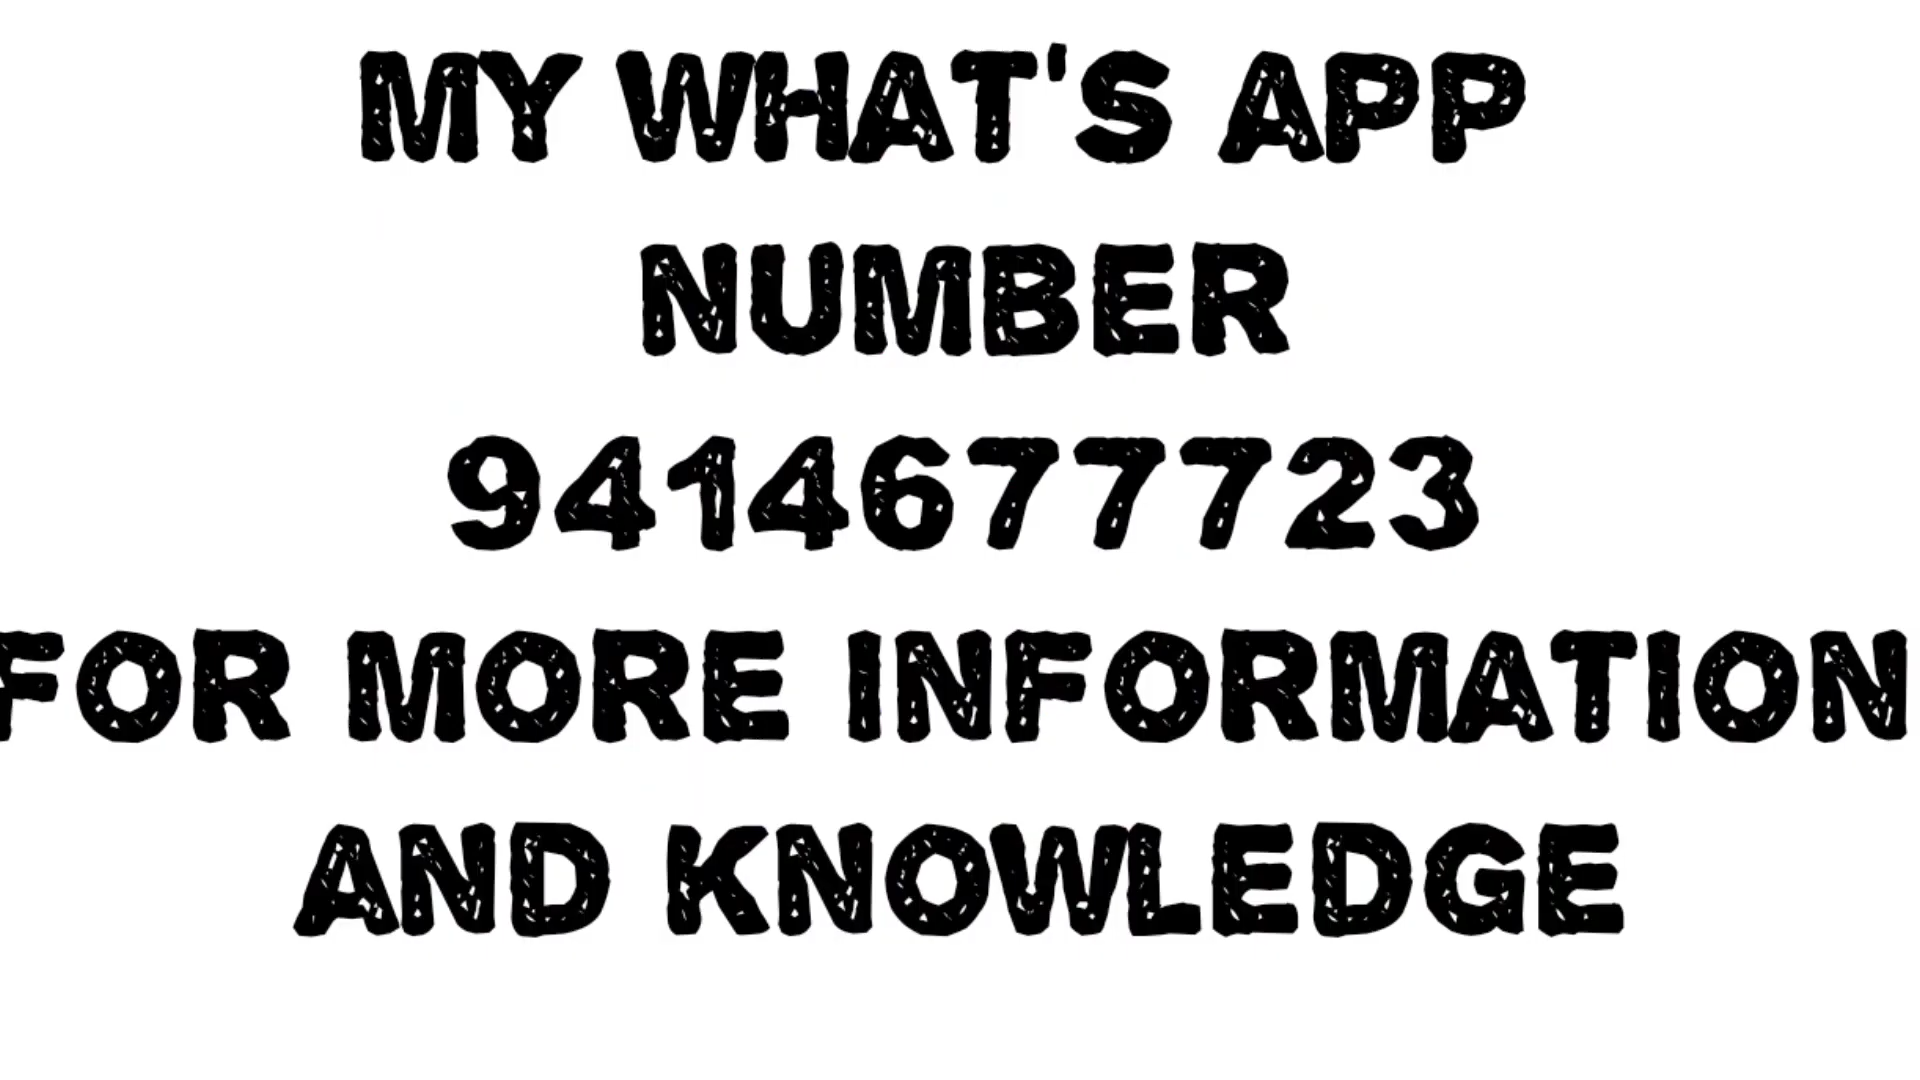 MY WHAT'S APP
NUMBER
9414677723
FOR MORE INFORMATION
AND KNOWLEDGE